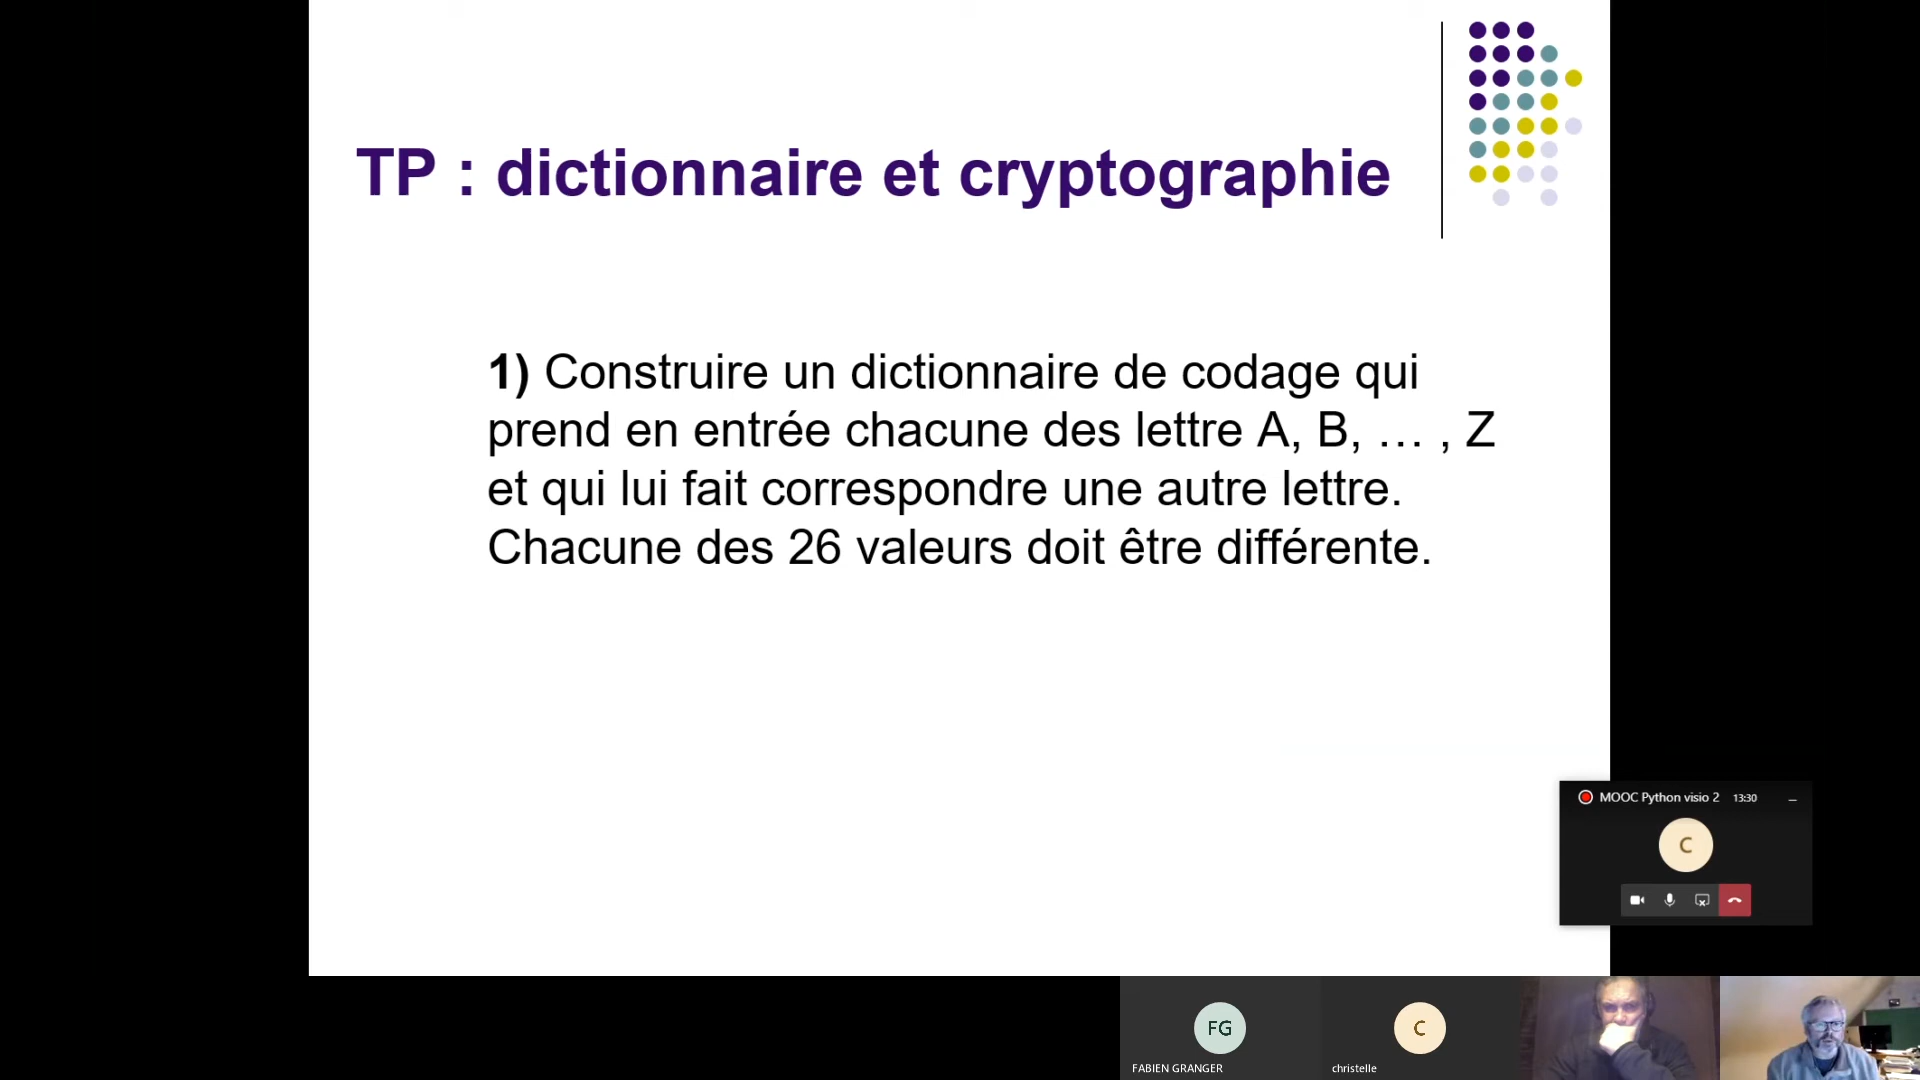 TP : dictionnaire et cryptographie
1) Construire un dictionnaire de codage qui
prend en entrée chacune des lettre A, B, … , Z
et qui lui fait correspondre une autre lettre.
Chacune des 26 valeurs doit être différente.
MOOC Python visio 2 13:30
C
FG
C
FABIEN GRANGER
christelle